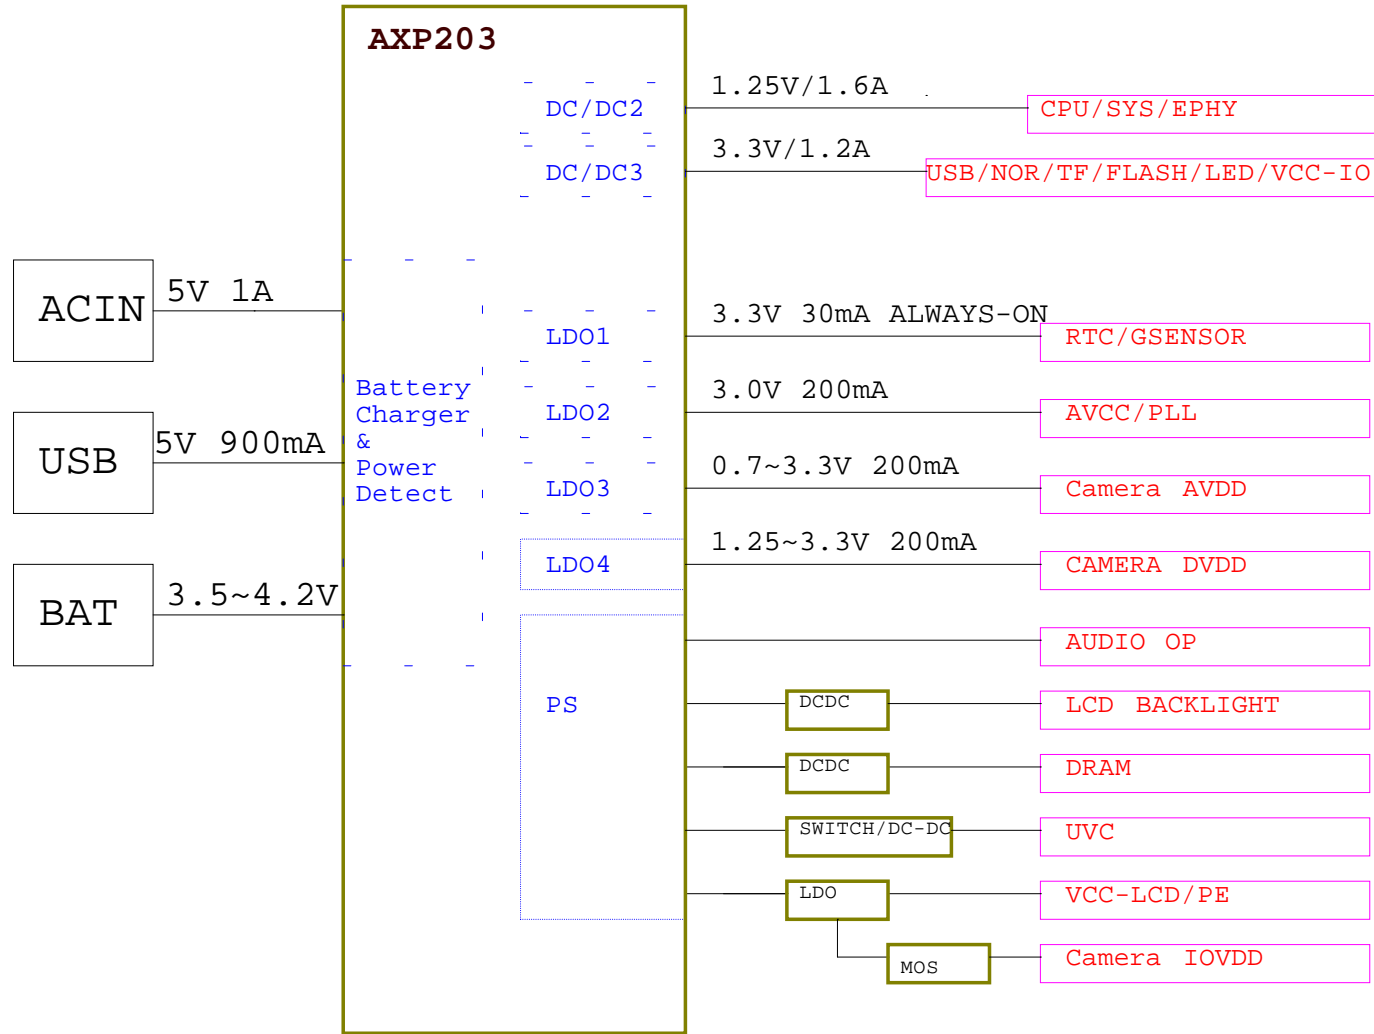 AXP203
DC/DC2
1.25V/1.6A
CPU/SYS/EPHY
DC/DC3
3.3V/1.2A
USB/NOR/TF/FLASH/LED/VCC-IO
ACIN
5V 1A
LDO1
3.3V 30mA ALWAYS-ON
RTC/GSENSOR
Battery
Charger
&
Power
Detect
LDO2
3.0V 200mA
AVCC/PLL
USB
5V 900mA
LDO3
0.7~3.3V 200mA
Camera AVDD
LDO4
1.25~3.3V 200mA
CAMERA DVDD
BAT
3.5~4.2V
AUDIO OP
PS
DCDC
LCD BACKLIGHT
DCDC
DRAM
SWITCH/DC-DC
UVC
LDO
VCC-LCD/PE
MOS
Camera IOVDD